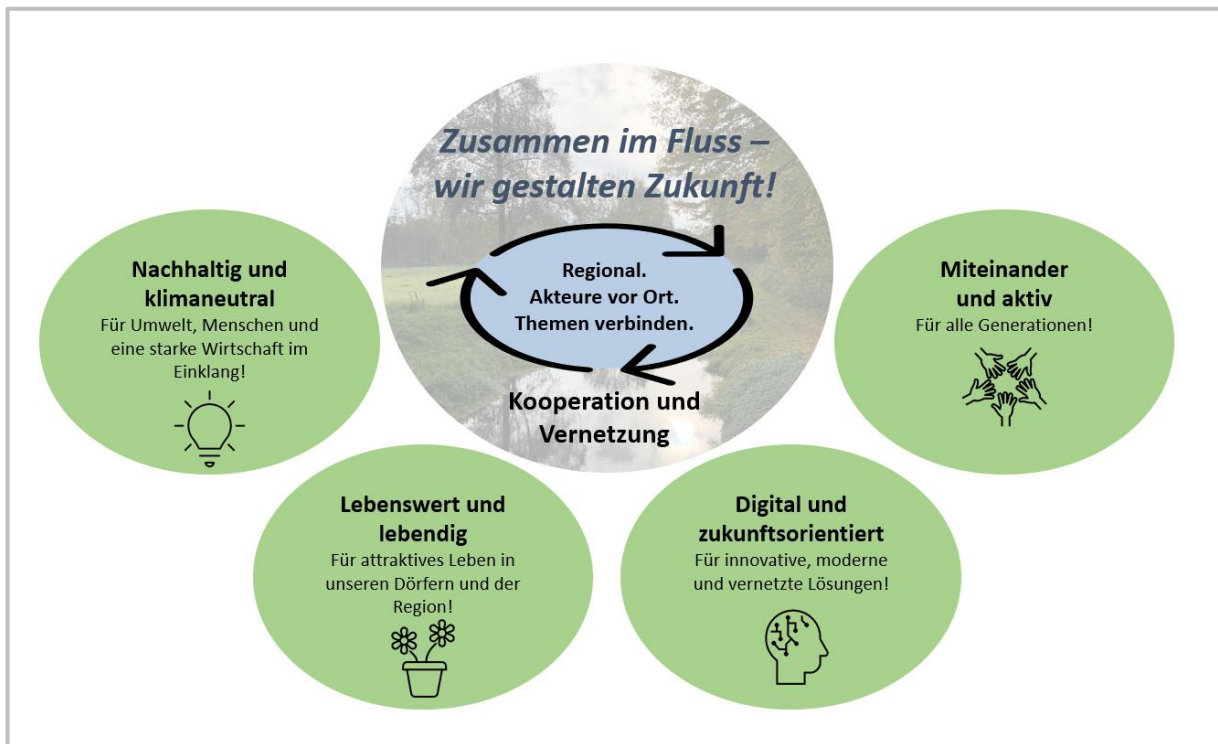 Zusammen im Fluss –
wir gestalten Zukunft!
Regional.
Akteure vor Ort.
Themen verbinden.
Kooperation und
Vernetzung
Nachhaltig und
klimaneutral
Für Umwelt, Menschen und
eine starke Wirtschaft im
Einklang!
Lebenswert und
lebendig
Für attraktives Leben in
unseren Dörfern und der
Region!
Digital und
zukunftsorientiert
Für innovative, moderne
und vernetzte Lösungen!
Miteinander
und aktiv
Für alle Generationen!